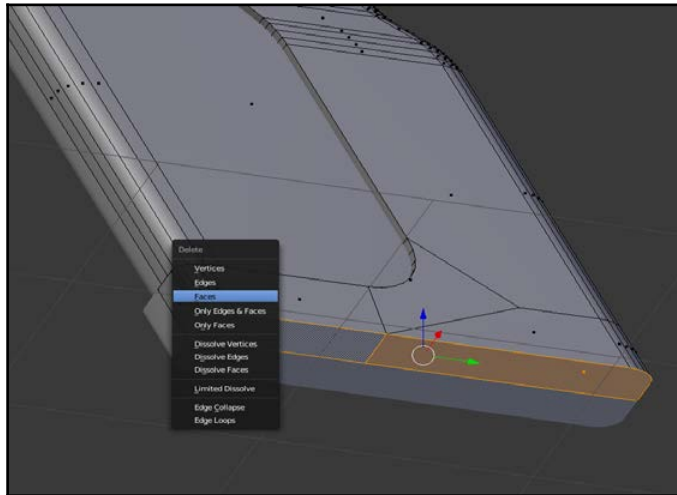 Delete
Vertices
Edges
Faces
Only Edges & Faces
Only Faces
Dissolve Vertices
Dissolve Edges
Dissolve Faces
Limited Dissolve
Edge Collapse
Edge Loops